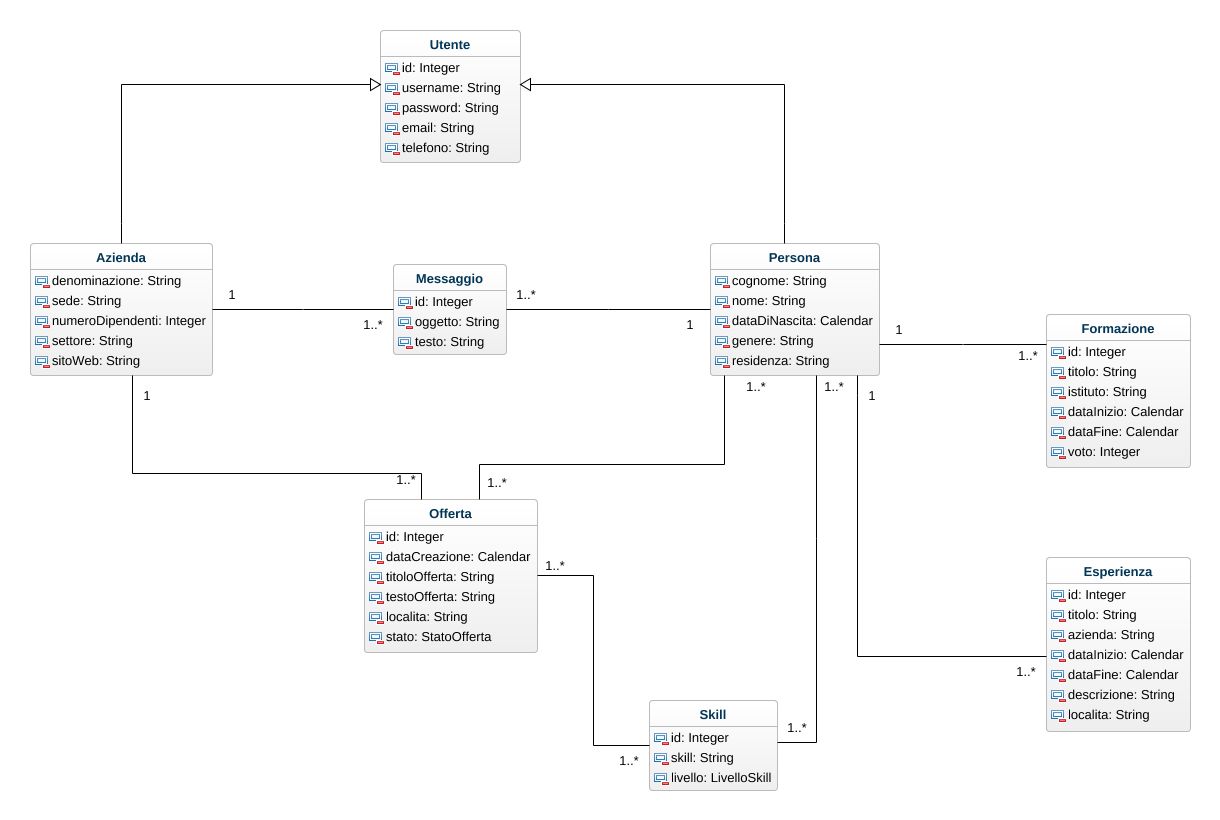 Utente
id: Integer
username: String
password: String
email: String
telefono: String
Azienda
denominazione: String
sede: String
numeroDipendenti: Integer
settore: String
sitoWeb: String
1
1..*
Messaggio
id: Integer
oggetto: String
testo: String
1..*
1
Persona
cognome: String
nome: String
dataDiNascita: Calendar
genere: String
residenza: String
1
1..*
Formazione
id: Integer
titolo: String
istituto: String
dataInizio: Calendar
dataFine: Calendar
voto: Integer
1
1..*
1..*
1
1..*
1..*
Offerta
id: Integer
dataCreazione: Calendar
titoloOfferta: String
testoOfferta: String
localita: String
stato: StatoOfferta
1..*
Esperienza
id: Integer
titolo: String
azienda: String
dataInizio: Calendar
dataFine: Calendar
descrizione: String
localita: String
1..*
Skill
id: Integer
skill: String
livello: LivelloSkill
1..*
1..*